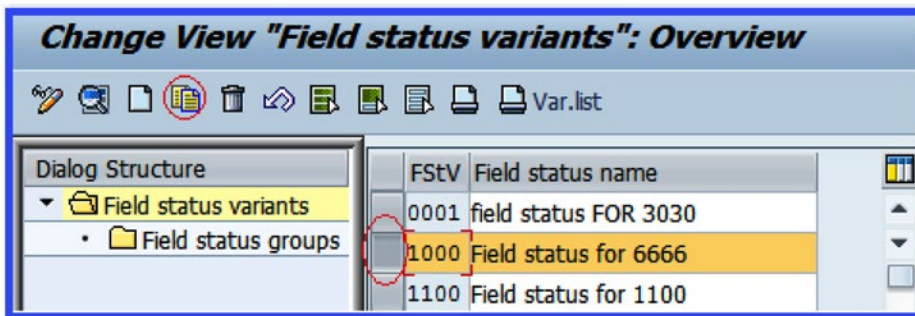 Change View "Field status variants": Overview
Var.list
Dialog Structure
Field status variants
Field status groups
FStV Field status name
0001 field status FOR 3030
1000 Field status for 6666
1100 Field status for 1100